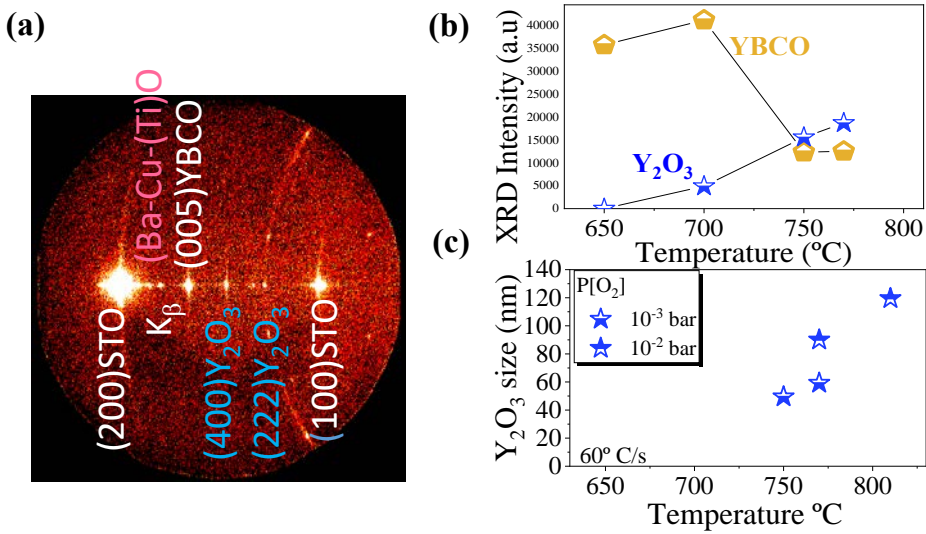 (a)
(200)STO
(Ba-Cu-(Ti)O
Kβ
(005)YBCO
(400)Y₂O₃
(222)Y₂O₃
(100)STO
(b)
XRD Intensity (a.u)
40000
35000
30000
25000
20000
15000
10000
5000
0
YBCO
Y₂O₃
650
700
750
800
Temperature (ºC)
(c)
Y₂O₃ size (nm)
140
120
100
80
60
40
20
0
P[O₂]
10⁻³ bar
10⁻² bar
60º C/s
650
700
750
800
Temperature ºC